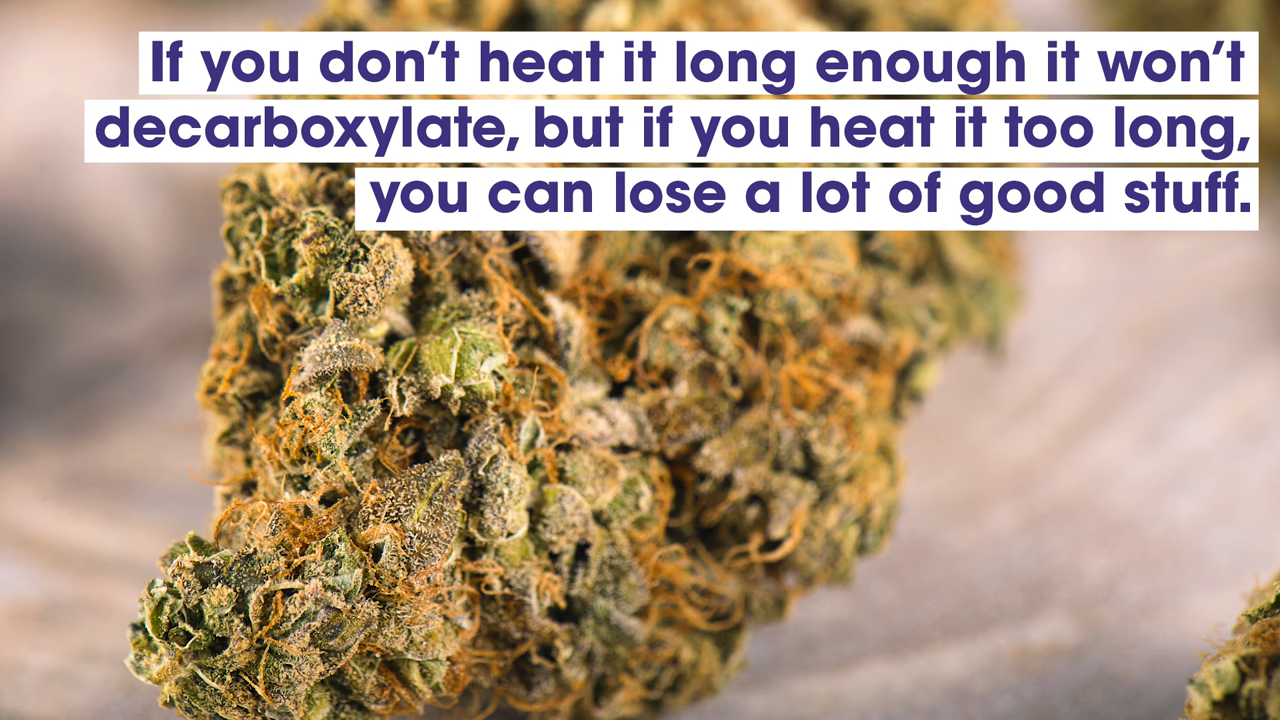 If you don’t heat it long enough it won’t
decarboxylate, but if you heat it too long,
you can lose a lot of good stuff.